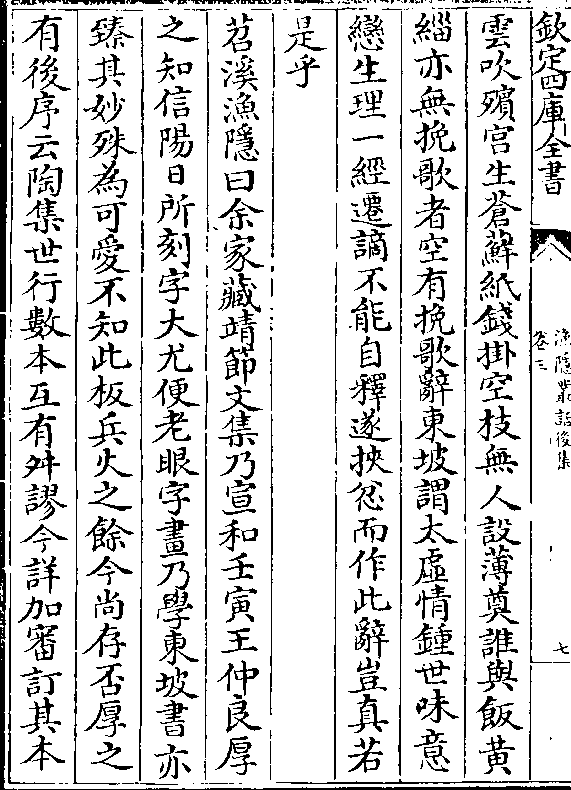 欽定四庫全書
漁隱叢話後集
卷三
七
雲吹殯宫生蒼蘚紙錢掛空枝無人設薄奠誰與飯黄
緇亦無挽歌者空有挽歌辭東坡謂太虛情鍾世味意
戀生理一經遷謫不能自釋遂挾忿而作此辭豈真若
是乎
苕溪漁隱曰余家藏靖節文集乃宣和壬寅王仲良厚
之知信陽日所刻字大尤便老眼字畫乃學東坡書亦
臻其妙殊為可愛不知此板兵火之餘今尚存否厚之
有後序云陶集世行數本互有舛謬今詳加審訂其本